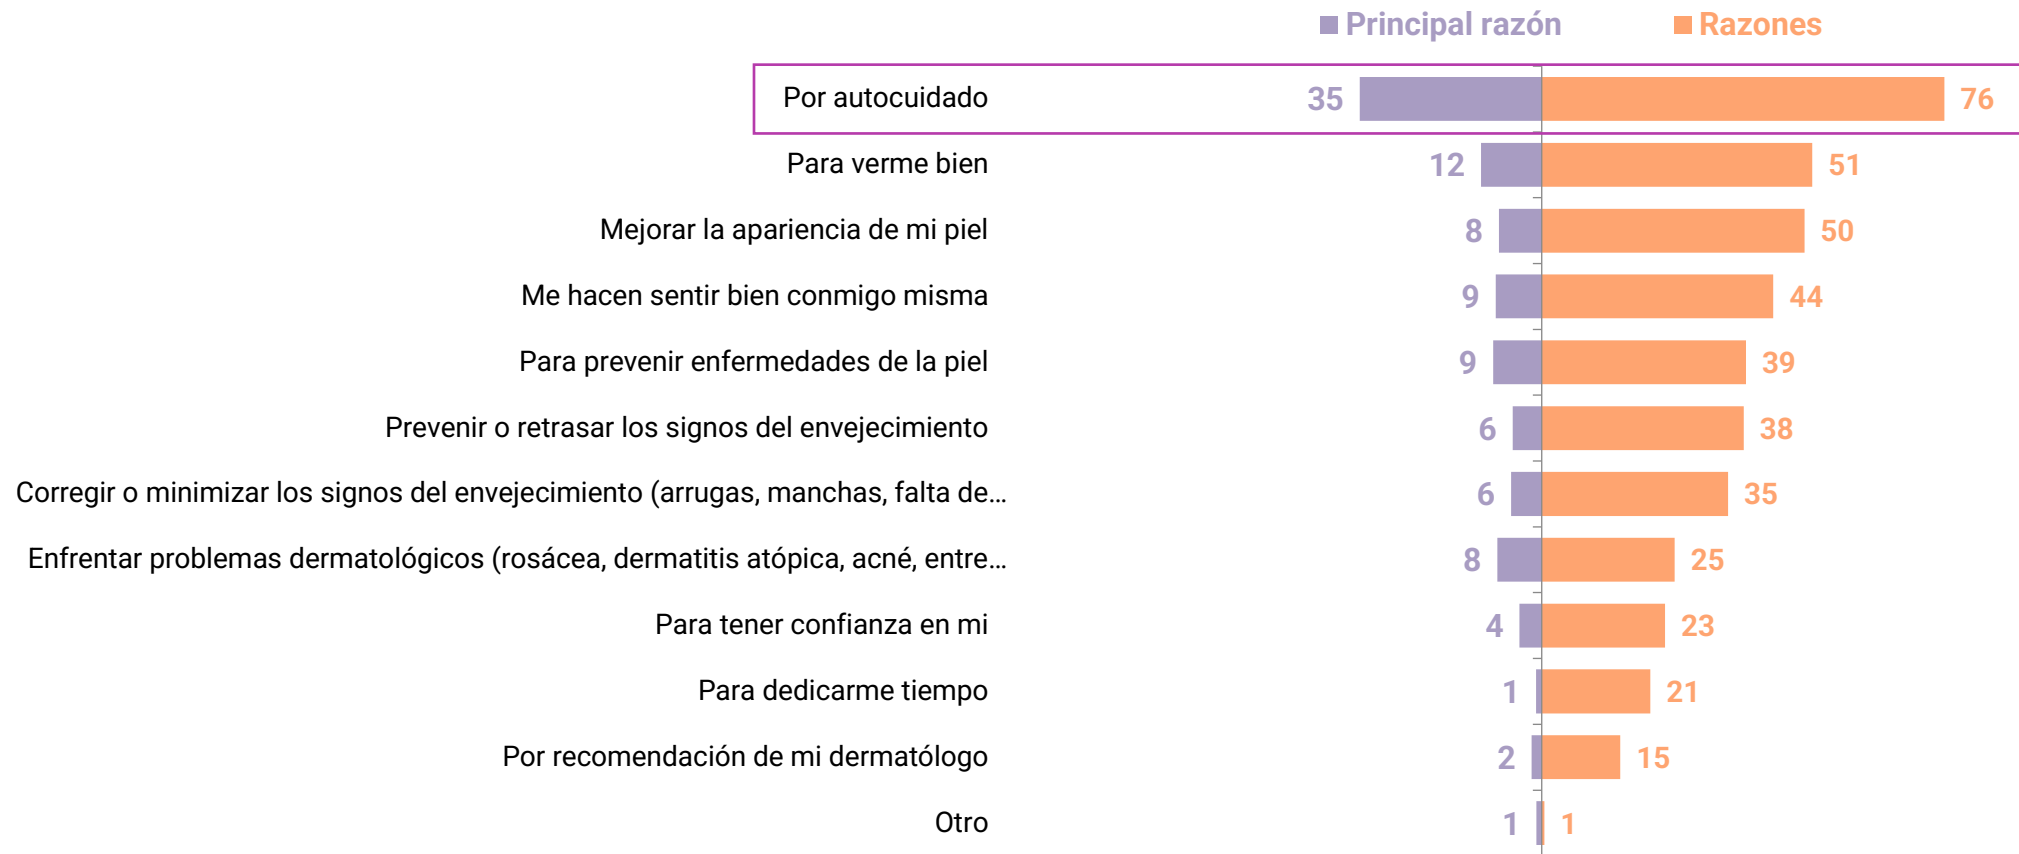 Principal razón Razones
Por autocuidado 35 76
Para verme bien 12 51
Mejorar la apariencia de mi piel 8 50
Me hacen sentir bien conmigo misma 9 44
Para prevenir enfermedades de la piel 9 39
Prevenir o retrasar los signos del envejecimiento 6 38
Corregir o minimizar los signos del envejecimiento (arrugas, manchas, falta de… 6 35
Enfrentar problemas dermatológicos (rosácea, dermatitis atópica, acné, entre… 8 25
Para tener confianza en mi 4 23
Para dedicarme tiempo 1 21
Por recomendación de mi dermatólogo 2 15
Otro 1 1